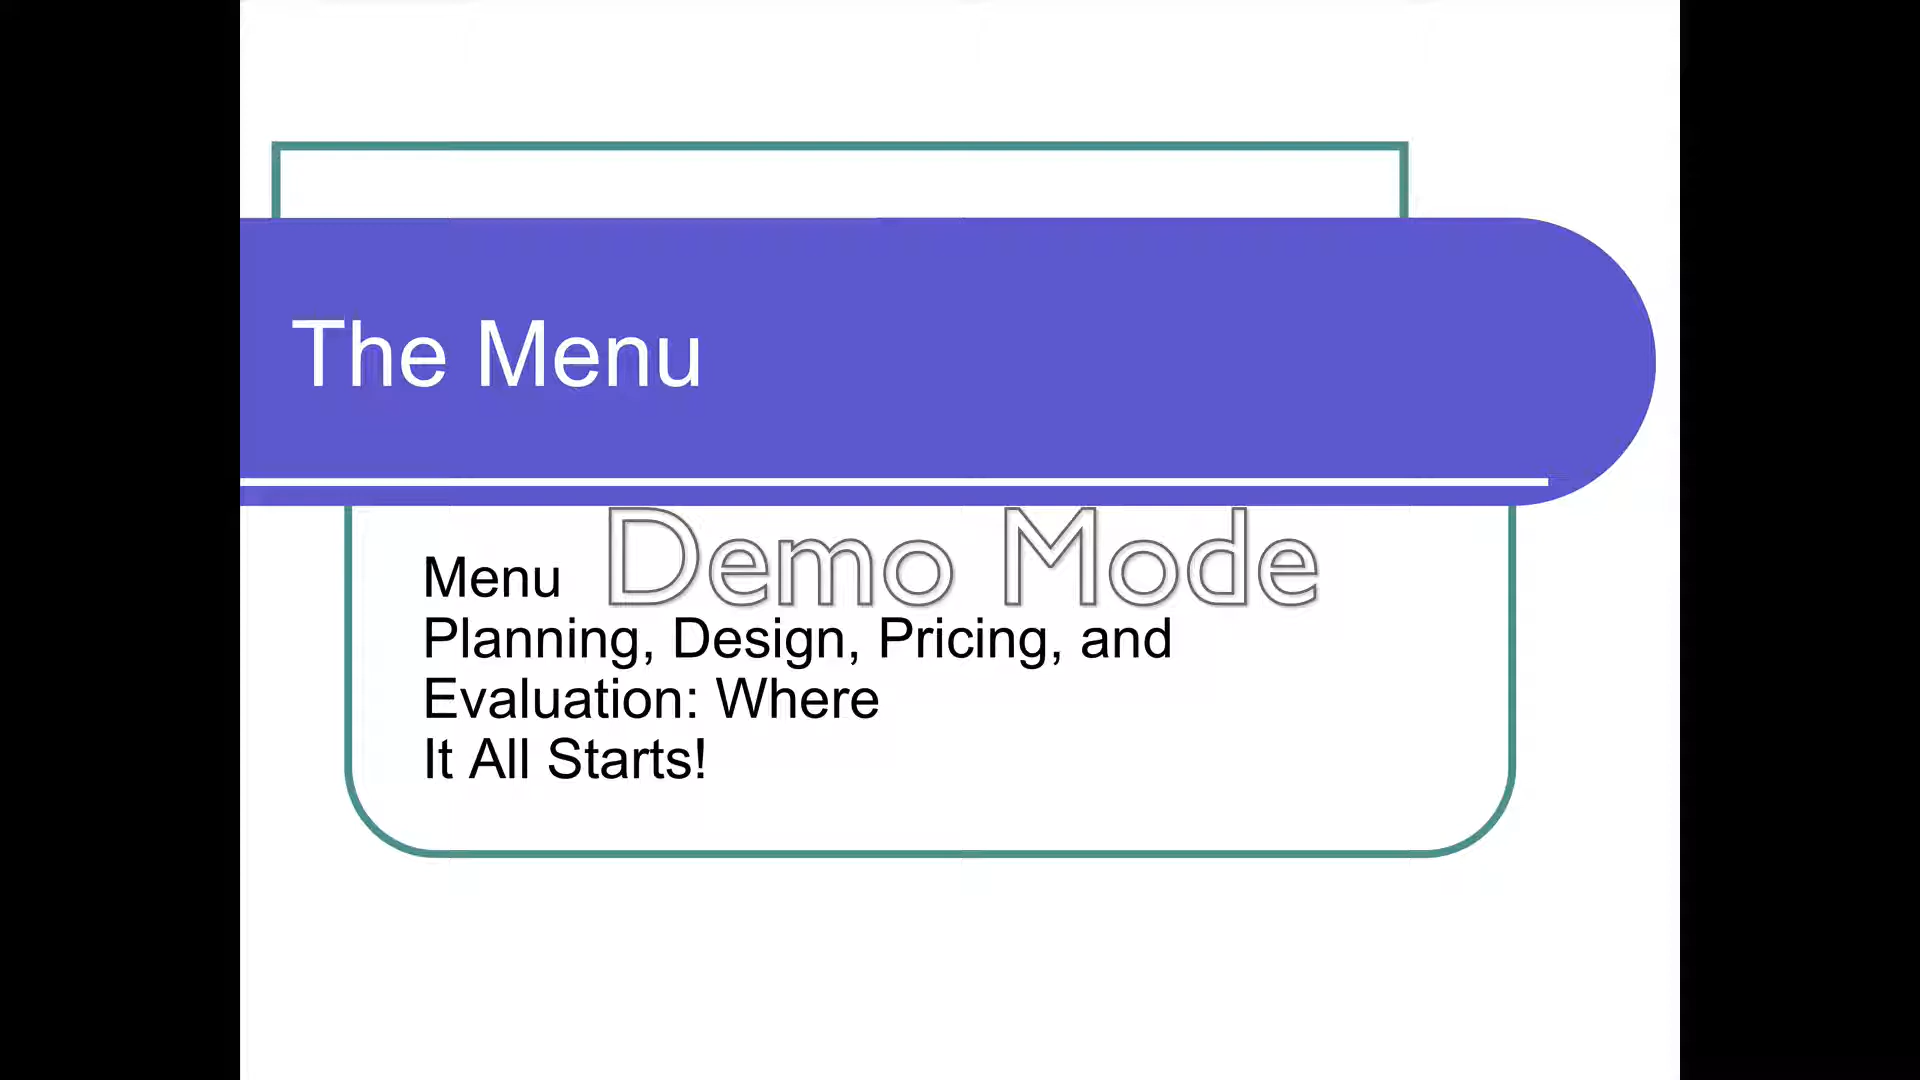 The Menu
Demo Mode
Menu
Planning, Design, Pricing, and
Evaluation: Where
It All Starts!